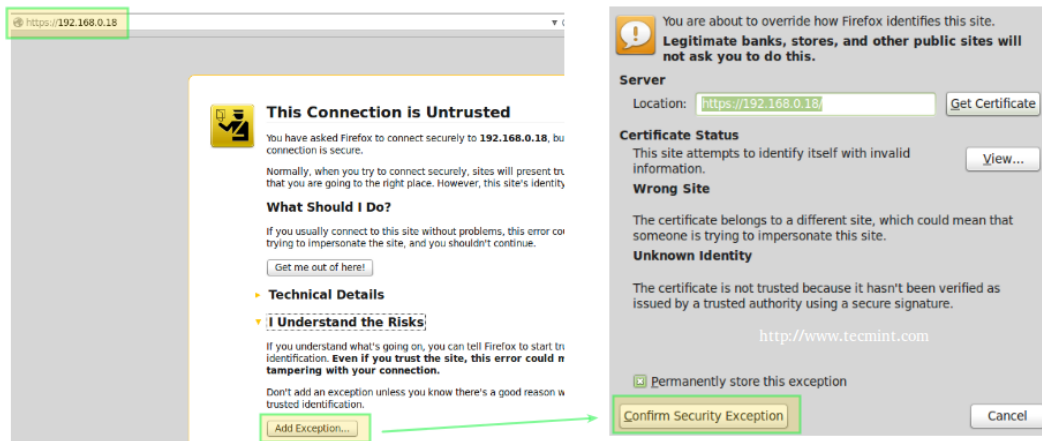 https://192.168.0.18
This Connection is Untrusted
You have asked Firefox to connect securely to 192.168.0.18, bu
connection is secure.
Normally, when you try to connect securely, sites will present tru
that you are going to the right place. However, this site's identity
What Should I Do?
If you usually connect to this site without problems, this error cou
trying to impersonate the site, and you shouldn't continue.
Get me out of here!
Technical Details
I Understand the Risks
If you understand what's going on, you can tell Firefox to start tru
identification. Even if you trust the site, this error could m
tampering with your connection.
Don't add an exception unless you know there's a good reason w
trusted identification.
Add Exception...
You are about to override how Firefox identifies this site.
Legitimate banks, stores, and other public sites will
not ask you to do this.
Server
Location: https://192.168.0.18/ Get Certificate
Certificate Status
This site attempts to identify itself with invalid
information.
View...
Wrong Site
The certificate belongs to a different site, which could mean that
someone is trying to impersonate this site.
Unknown Identity
The certificate is not trusted because it hasn't been verified as
issued by a trusted authority using a secure signature.
http://www.tecmint.com
Permanently store this exception
Confirm Security Exception Cancel